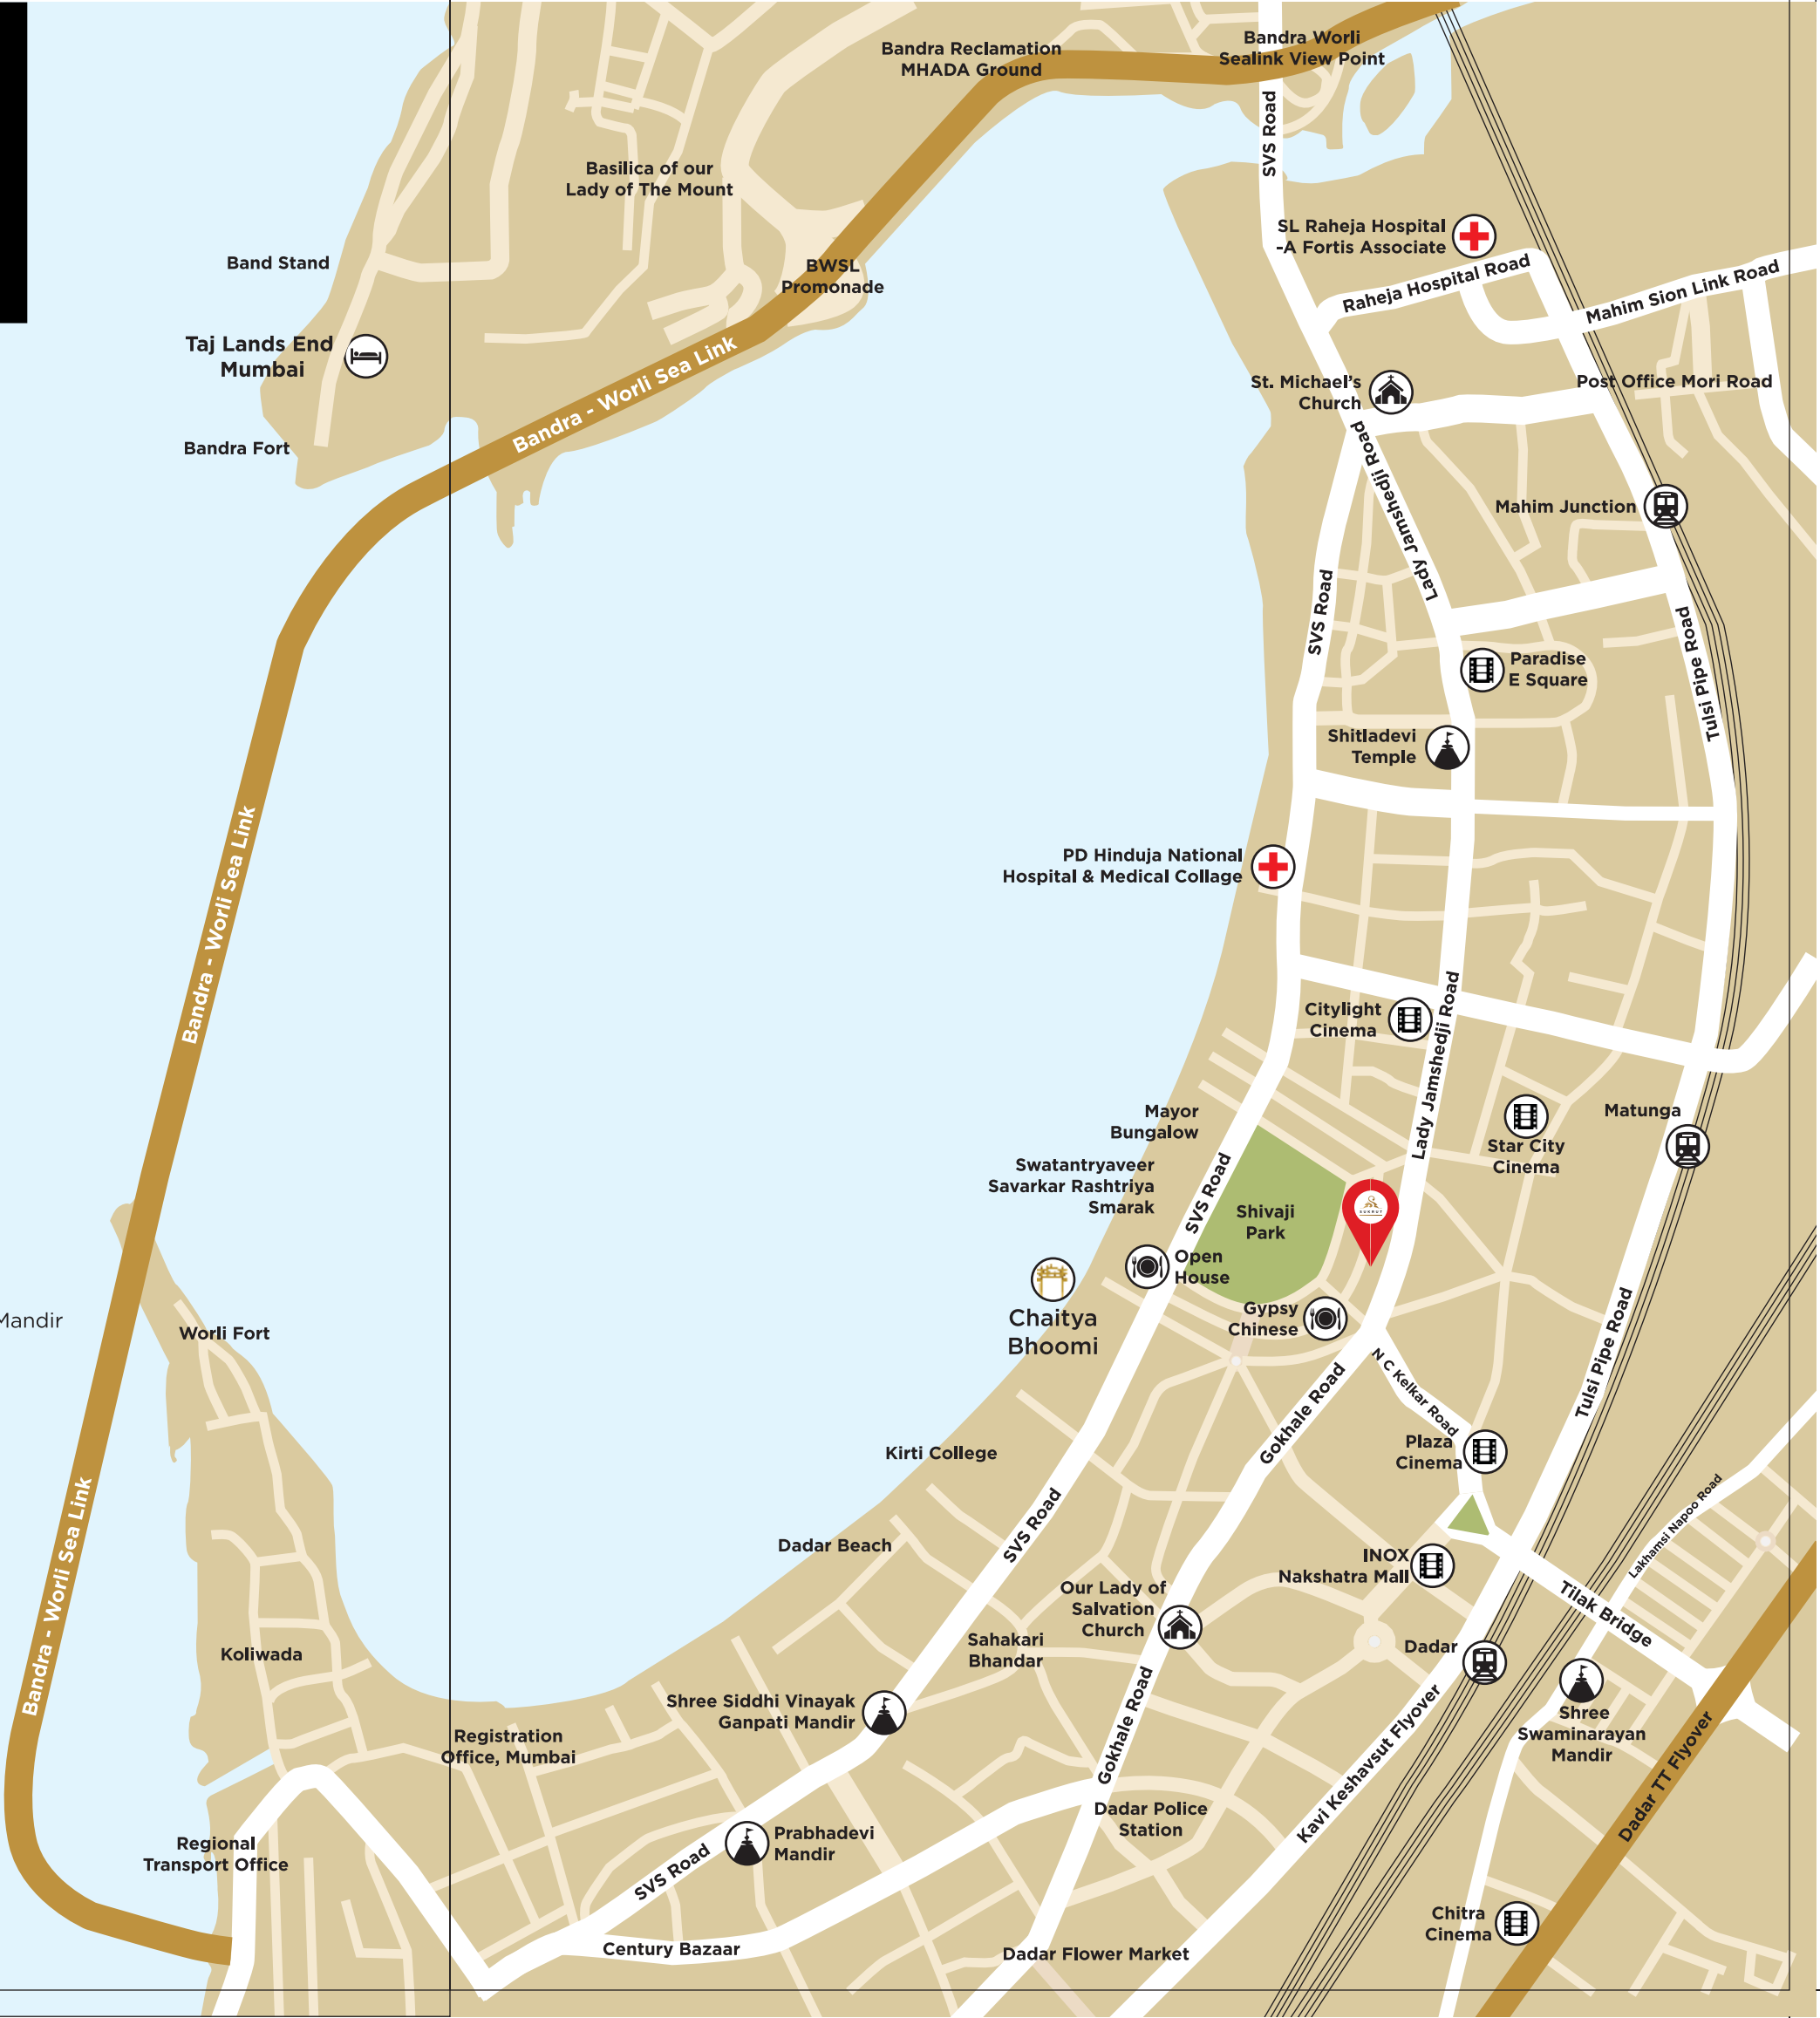 Bandra Reclamation
MHADA Ground
Bandra Worli
Sealink View Point
SVS Road
Basilica of our
Lady of The Mount
SL Raheja Hospital
-A Fortis Associate
Band Stand
BWSL
Promonade
Raheja Hospital Road
Mahim Sion Link Road
Taj Lands End
Mumbai
Bandra - Worli Sea Link
St. Michael's
Church
Post Office Mori Road
Bandra Fort
Lady Jamshedji Road
Mahim Junction
SVS Road
Tulsi Pipe Road
Paradise
E Square
Shitladevi
Temple
Bandra - Worli Sea Link
PD Hinduja National
Hospital & Medical Collage
Citylight
Cinema
Lady Jamshedji Road
Mayor
Bungalow
Matunga
Star City
Cinema
Swatantryaveer
Savarkar Rashtriya
Smarak
SVS Road
Shivaji
Park
Open
House
Chaitya
Bhoomi
Gypsy
Chinese
Mandir
Worli Fort
Tulsi Pipe Road
N C Kelkar Road
Gokhale Road
Plaza
Cinema
Kirti College
Lakhamsi Napoo Road
Bandra - Worli Sea Link
SVS Road
Dadar Beach
INOX
Nakshatra Mall
Our Lady of
Salvation
Church
Tilak Bridge
Koliwada
Sahakari
Bhandar
Dadar
Shree Siddhi Vinayak
Ganpati Mandir
Gokhale Road
Kavi Keshavsut Flyover
Shree
Swaminarayan
Mandir
Registration
Office, Mumbai
Dadar TT Flyover
Dadar Police
Station
Regional
Transport Office
Prabhadevi
Mandir
SVS Road
Chitra
Cinema
Century Bazaar
Dadar Flower Market